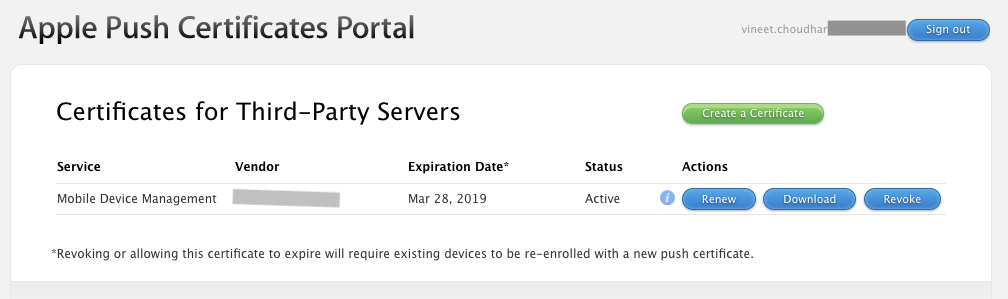 Apple Push Certificates Portal
vineet.choudhar
Sign out
Certificates for Third-Party Servers
Create a Certificate
Service Vendor Expiration Date* Status Actions
Mobile Device Management Mar 28, 2019 Active i Renew Download Revoke
*Revoking or allowing this certificate to expire will require existing devices to be re-enrolled with a new push certificate.